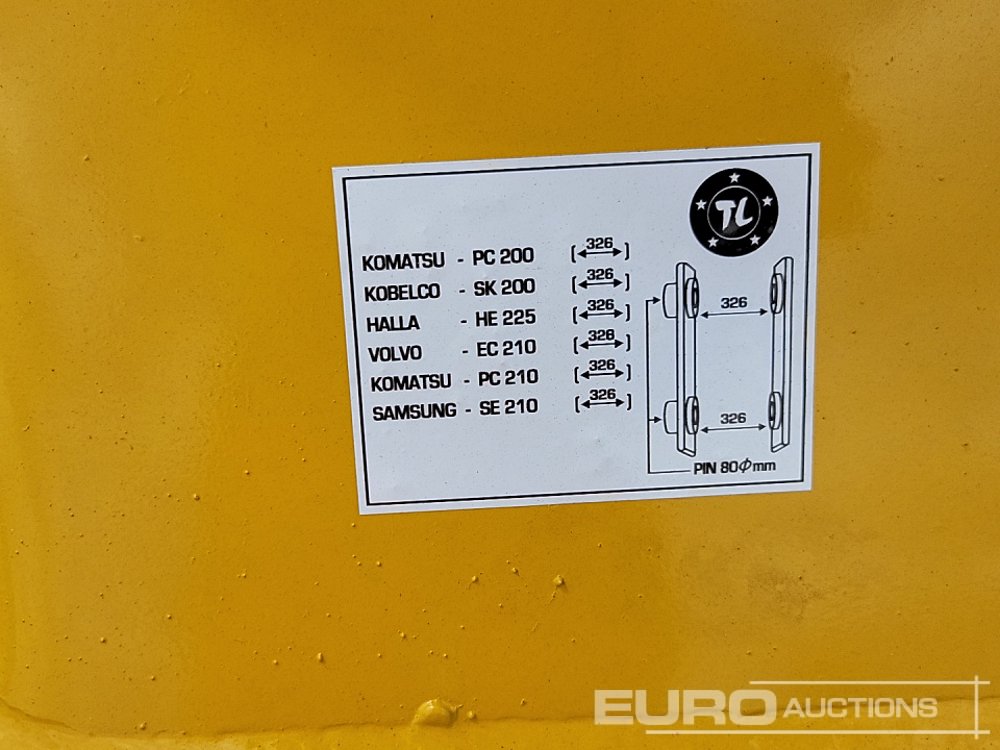 TL
KOMATSU - PC 200 [326]
KOBELCO - SK 200 [326]
HALLA - HE 225 [326]
VOLVO - EC 210 [326]
KOMATSU - PC 210 [326]
SAMSUNG - SE 210 [326]
326
326
PIN 80ϕmm
EURO AUCTIONS